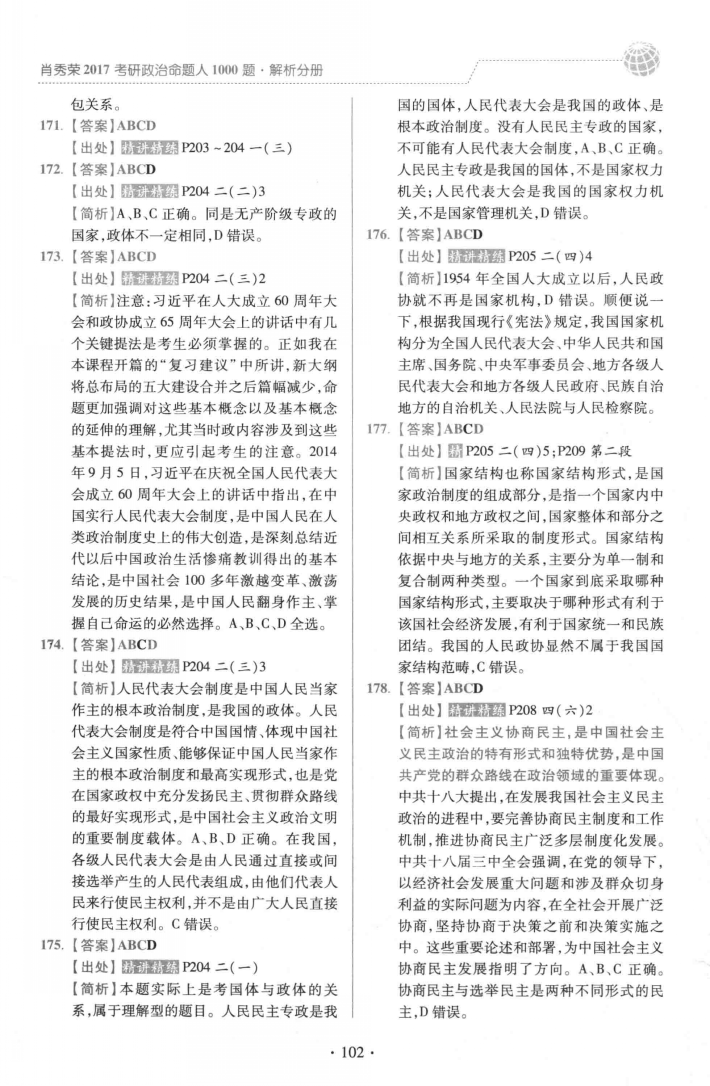 肖秀荣2017考研政治命题人1000题·解析分册
包关系。
171.【答案】ABCD
【出处】精讲精练P203~204 一(三)
172.【答案】ABCD
【出处】精讲精练P204 二(二)3
【简析】A、B、C 正确。同是无产阶级专政的
国家,政体不一定相同,D 错误。
173.【答案】ABCD
【出处】精讲精练P204 二(三)2
【简析】注意:习近平在人大成立 60 周年大
会和政协成立 65 周年大会上的讲话中有几
个关键提法是考生必须掌握的。正如我在
本课程开篇的“复习建议”中所讲,新大纲
将总布局的五大建设合并之后篇幅减少,命
题更加强调对这些基本概念以及基本概念
的延伸的理解,尤其当时政内容涉及到这些
基本提法时,更应引起考生的注意。2014
年 9 月 5 日,习近平在庆祝全国人民代表大
会成立 60 周年大会上的讲话中指出,在中
国实行人民代表大会制度,是中国人民在人
类政治制度史上的伟大创造,是深刻总结近
代以后中国政治生活惨痛教训得出的基本
结论,是中国社会 100 多年激越变革、激荡
发展的历史结果,是中国人民翻身作主、掌
握自己命运的必然选择。A、B、C、D 全选。
174.【答案】ABCD
【出处】精讲精练P204 二(三)3
【简析】人民代表大会制度是中国人民当家
作主的根本政治制度,是我国的政体。人民
代表大会制度是符合中国国情、体现中国社
会主义国家性质、能够保证中国人民当家作
主的根本政治制度和最高实现形式,也是党
在国家政权中充分发扬民主、贯彻群众路线
的最好实现形式,是中国社会主义政治文明
的重要制度载体。A、B、D 正确。在我国,
各级人民代表大会是由人民通过直接或间
接选举产生的人民代表组成,由他们代表人
民来行使民主权利,并不是由广大人民直接
行使民主权利。C 错误。
175.【答案】ABCD
【出处】精讲精练P204 二(一)
【简析】本题实际上是考国体与政体的关
系,属于理解型的题目。人民民主专政是我
国的国体,人民代表大会是我国的政体、是
根本政治制度。没有人民民主专政的国家,
不可能有人民代表大会制度,A、B、C 正确。
人民民主专政是我国的国体,不是国家权力
机关;人民代表大会是我国的国家权力机
关,不是国家管理机关,D 错误。
176.【答案】ABCD
【出处】精讲精练P205 二(四)4
【简析】1954 年全国人大成立以后,人民政
协就不再是国家机构,D 错误。顺便说一
下,根据我国现行《宪法》规定,我国国家机
构分为全国人民代表大会、中华人民共和国
主席、国务院、中央军事委员会、地方各级人
民代表大会和地方各级人民政府、民族自治
地方的自治机关、人民法院与人民检察院。
177.【答案】ABCD
【出处】精P205 二(四)5;P209 第二段
【简析】国家结构也称国家结构形式,是国
家政治制度的组成部分,是指一个国家内中
央政权和地方政权之间,国家整体和部分之
间相互关系所采取的制度形式。国家结构
依据中央与地方的关系,主要分为单一制和
复合制两种类型。一个国家到底采取哪种
国家结构形式,主要取决于哪种形式有利于
该国社会经济发展,有利于国家统一和民族
团结。我国的人民政协显然不属于我国国
家结构范畴,C 错误。
178.【答案】ABCD
【出处】精讲精练P208 四(六)2
【简析】社会主义协商民主,是中国社会主
义民主政治的特有形式和独特优势,是中国
共产党的群众路线在政治领域的重要体现。
中共十八大提出,在发展我国社会主义民主
政治的进程中,要完善协商民主制度和工作
机制,推进协商民主广泛多层制度化发展。
中共十八届三中全会强调,在党的领导下,
以经济社会发展重大问题和涉及群众切身
利益的实际问题为内容,在全社会开展广泛
协商,坚持协商于决策之前和决策实施之
中。这些重要论述和部署,为中国社会主义
协商民主发展指明了方向。A、B、C 正确。
协商民主与选举民主是两种不同形式的民
主,D 错误。
· 102 ·